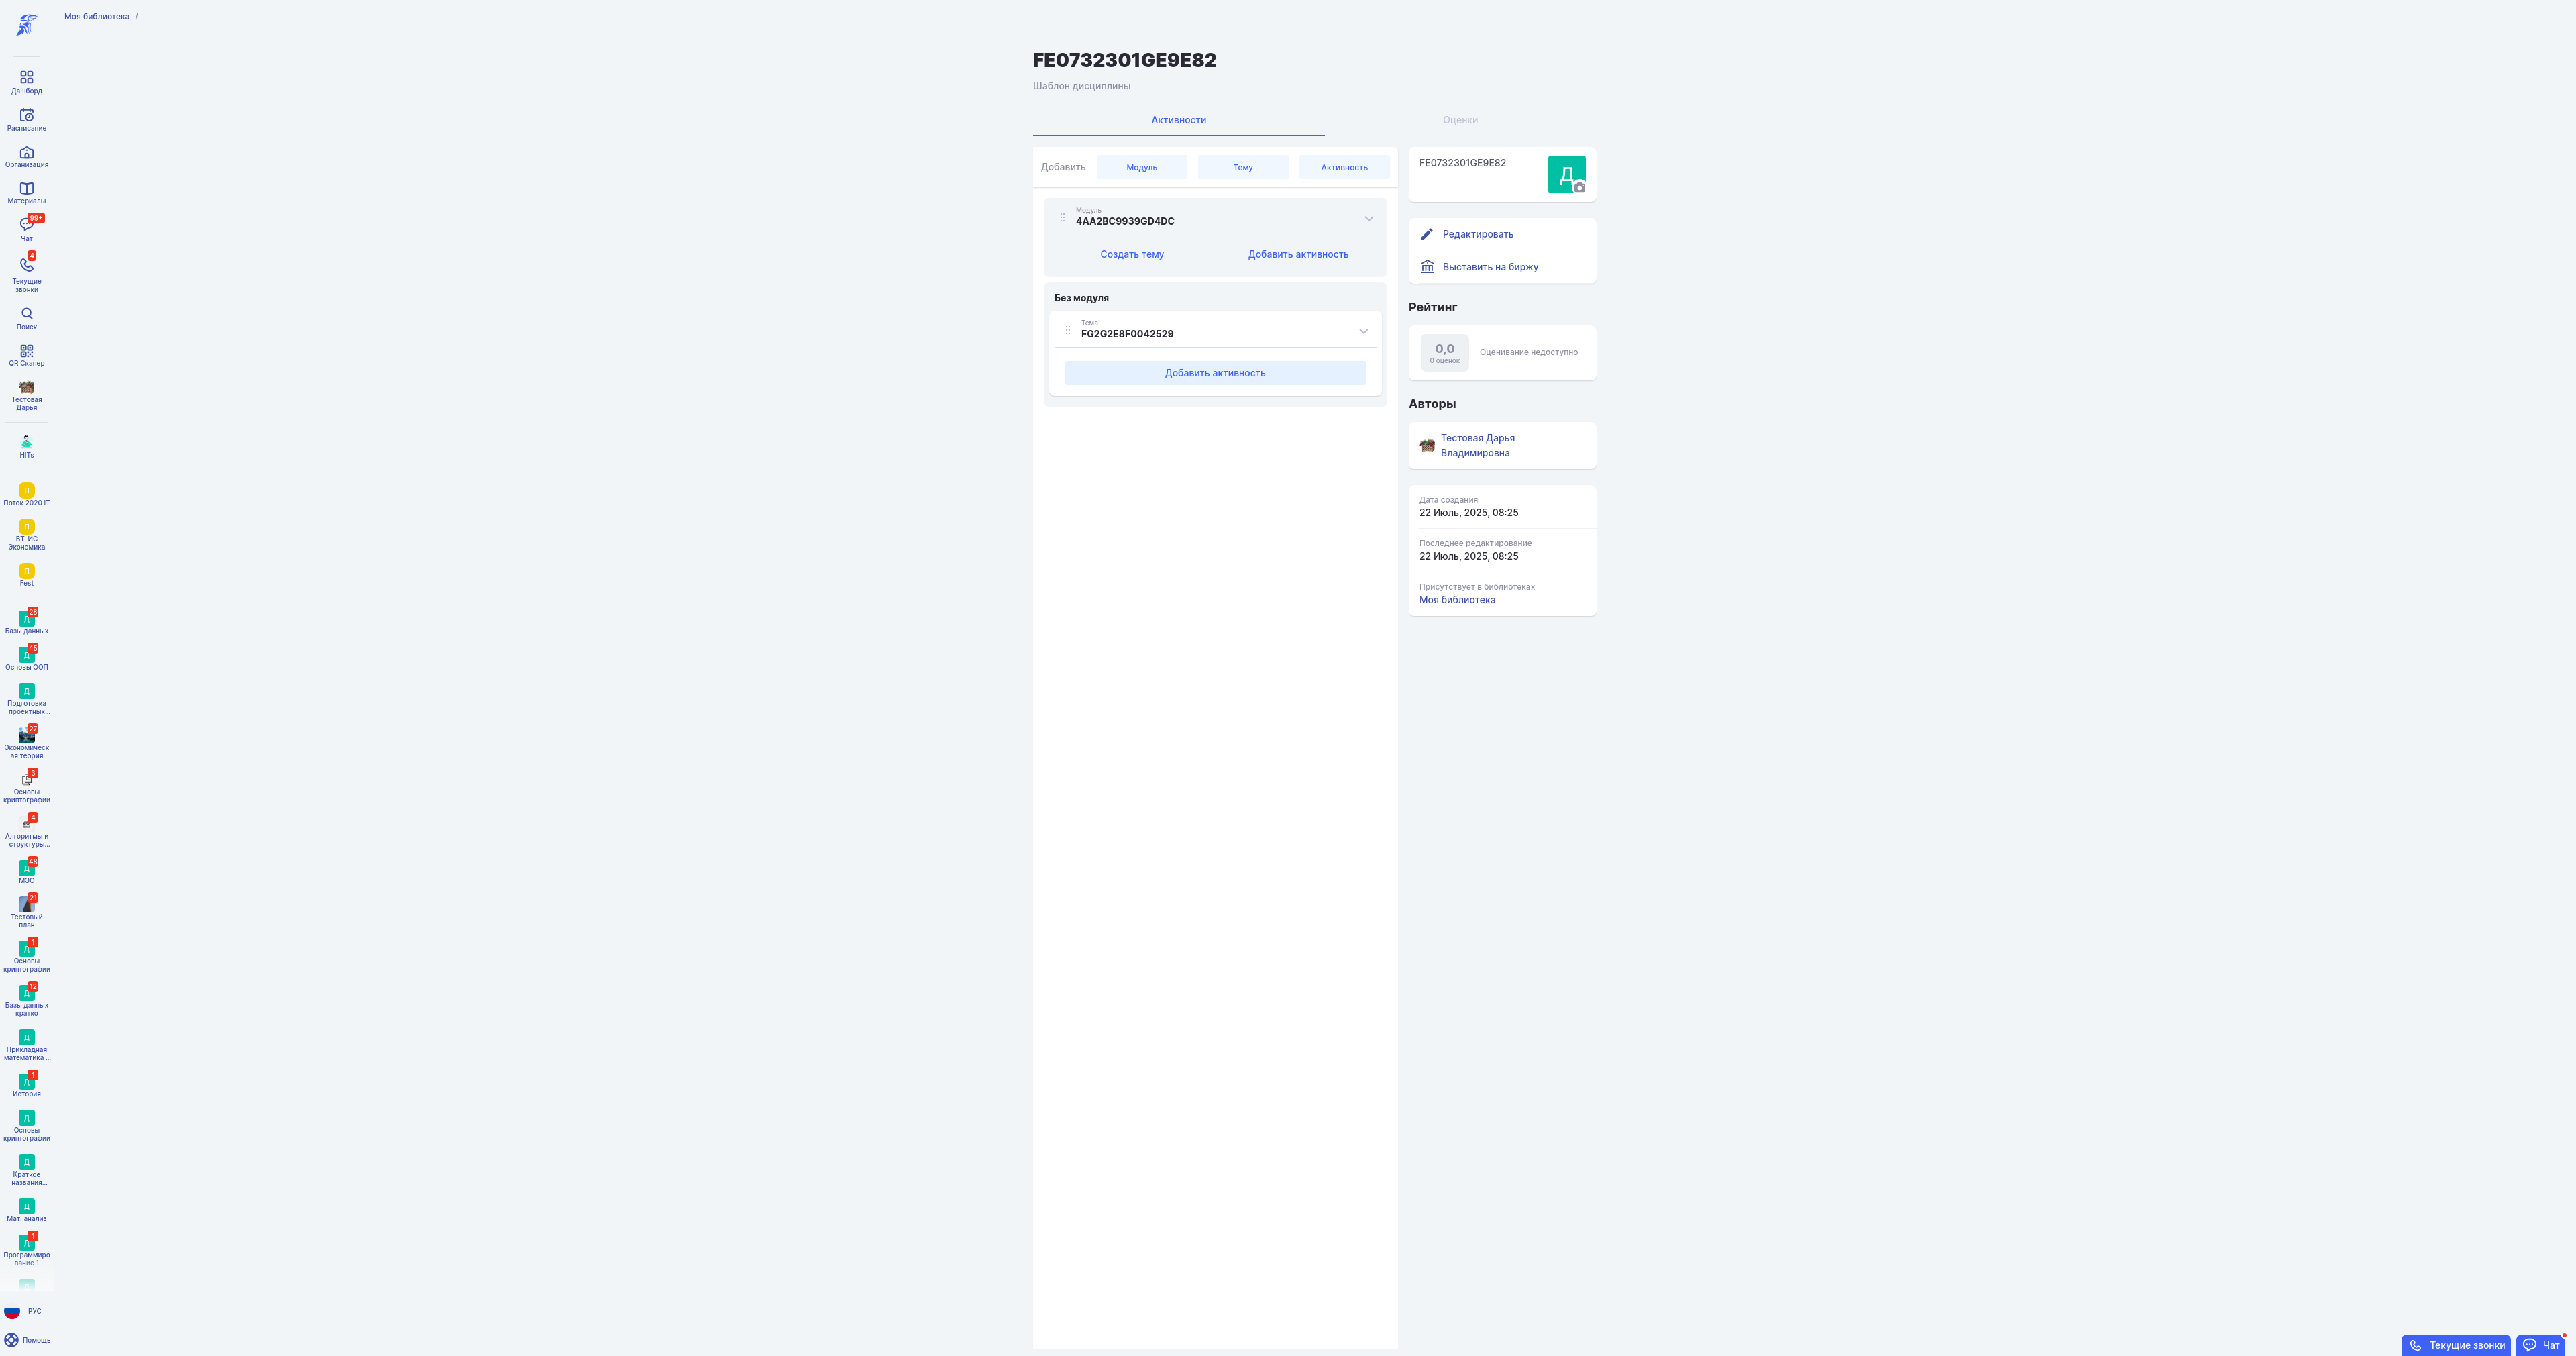 Моя библиотека /
Дашборд
Расписание
Организация
Материалы
99+
Чат
4
Текущие
звонки
Поиск
QR Сканер
Тестовая
Дарья
HITs
П
Поток 2020 IT
П
ВТ-ИС
Экономика
П
Fest
28
Д
Базы данных
45
Д
Основы ООП
Д
Подготовка
проектных...
27
Экономическ
ая теория
3
Основы
криптографии
4
Алгоритмы и
структуры...
48
Д
МЭО
21
Тестовый
план
1
Д
Основы
криптографии
12
Д
Базы данных
кратко
Д
Прикладная
математика ...
1
Д
История
Д
Основы
криптографии
Д
Краткое
названия...
Д
Мат. анализ
1
Д
Программиро
вание 1
РУС
Помощь
FE0732301GE9E82
Шаблон дисциплины
Активности
Оценки
Добавить
Модуль
Тему
Активность
Модуль
4AA2BC9939GD4DC
Создать тему
Добавить активность
Без модуля
Тема
FG2G2E8F0042529
Добавить активность
FE0732301GE9E82
Д
Редактировать
Выставить на биржу
Рейтинг
0,0
0 оценок
Оценивание недоступно
Авторы
Тестовая Дарья
Владимировна
Дата создания
22 Июль, 2025, 08:25
Последнее редактирование
22 Июль, 2025, 08:25
Присутствует в библиотеках
Моя библиотека
Текущие звонки
Чат